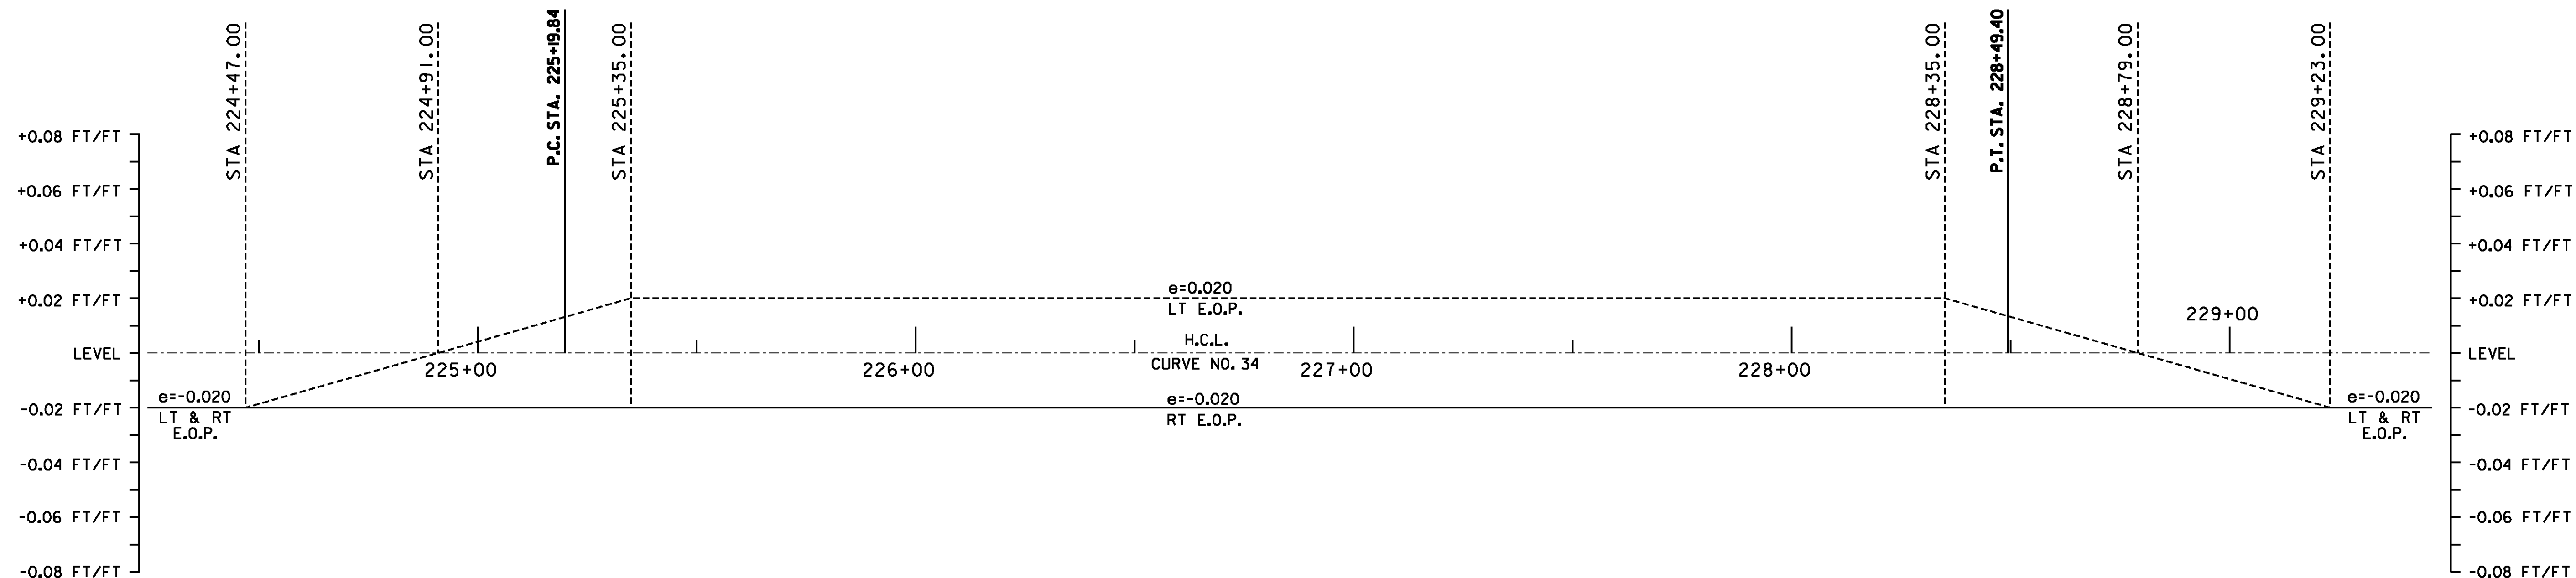 STA 224+47.00
STA 224+91.00
P.C. STA. 225+19.84
STA 225+35.00
STA 228+35.00
P.T. STA. 228+49.40
STA 228+79.00
STA 229+23.00
+0.08 FT/FT
+0.06 FT/FT
+0.04 FT/FT
+0.02 FT/FT
LEVEL
-0.02 FT/FT
-0.04 FT/FT
-0.06 FT/FT
-0.08 FT/FT
e=-0.020
LT & RT
E.O.P.
225+00
226+00
e=0.020
LT E.O.P.
H.C.L.
CURVE NO. 34
e=-0.020
RT E.O.P.
227+00
228+00
229+00
e=-0.020
LT & RT
E.O.P.
+0.08 FT/FT
+0.06 FT/FT
+0.04 FT/FT
+0.02 FT/FT
LEVEL
-0.02 FT/FT
-0.04 FT/FT
-0.06 FT/FT
-0.08 FT/FT